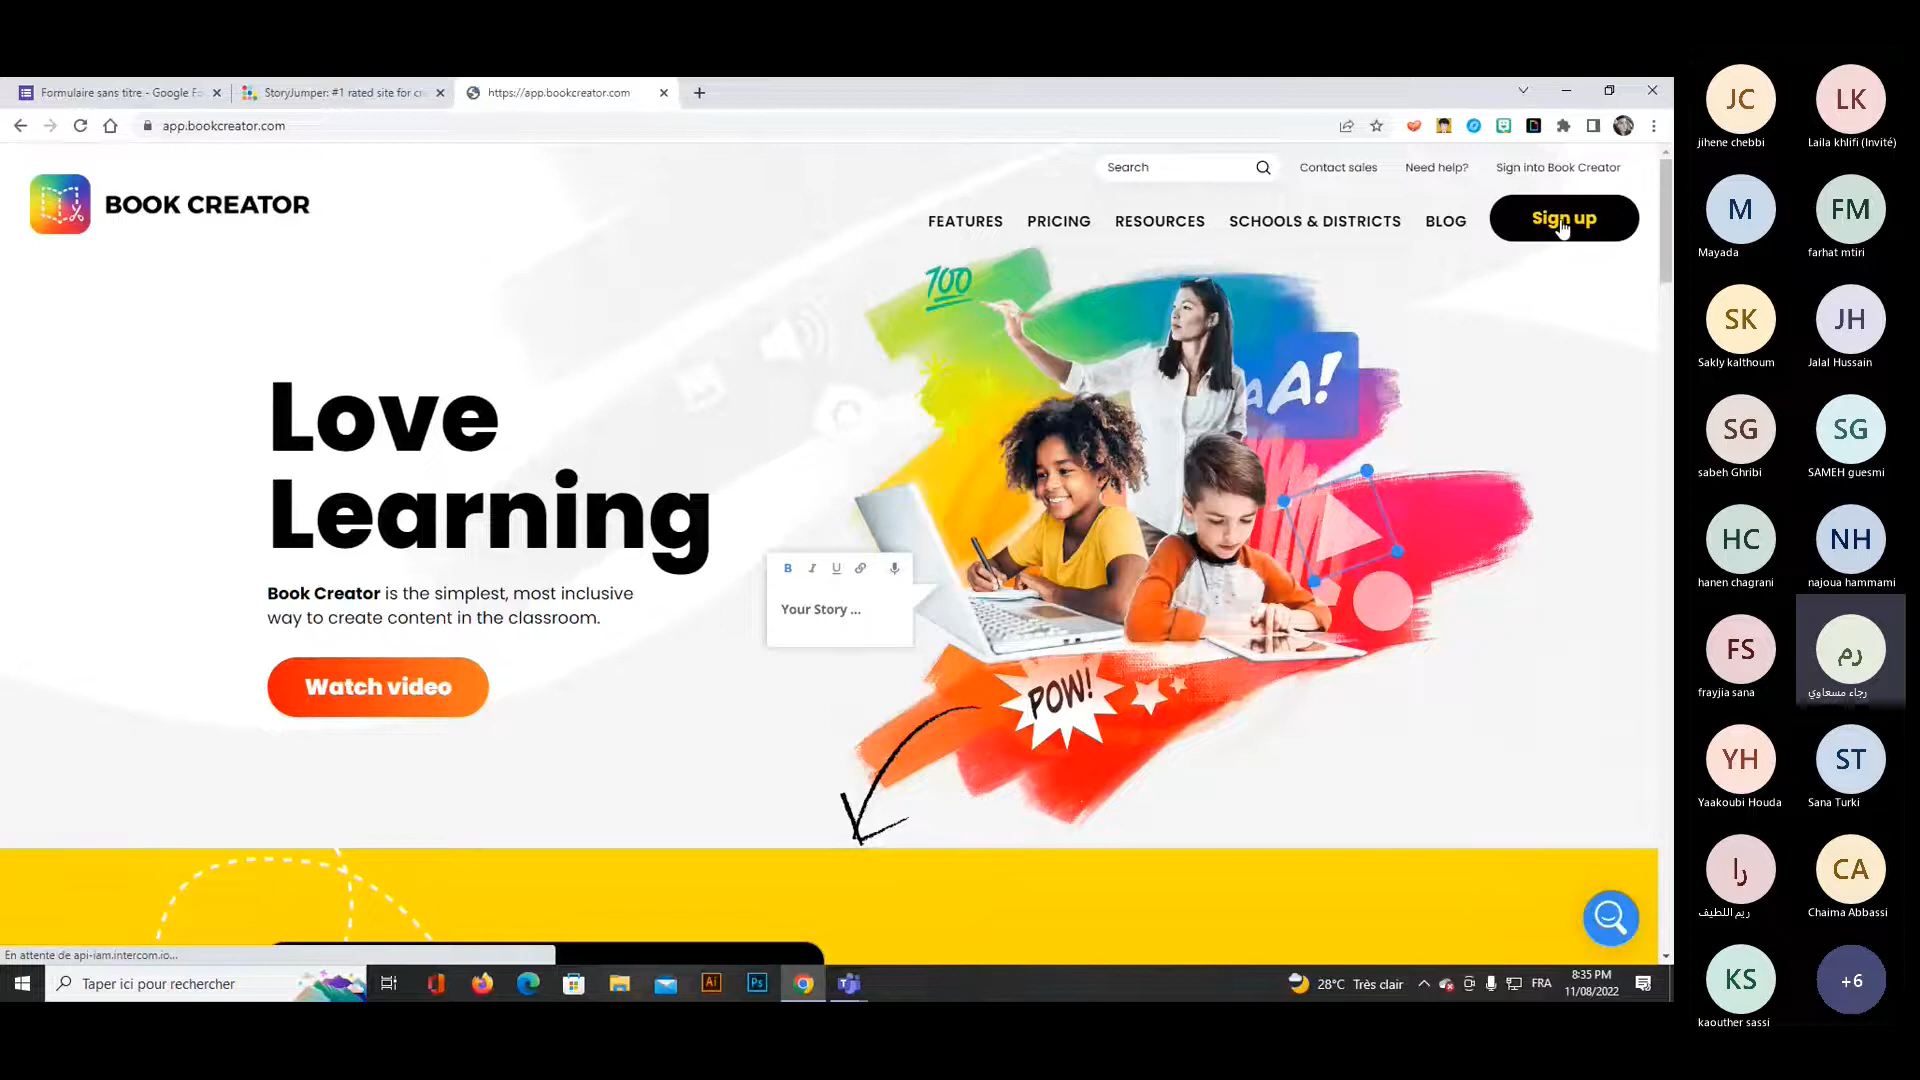 Formulaire sans titre - Google Fo
StoryJumper: #1 rated site for cre
https://app.bookcreator.com
app.bookcreator.com
Search
Contact sales
Need help?
Sign into Book Creator
BOOK CREATOR
FEATURES
PRICING
RESOURCES
SCHOOLS & DISTRICTS
BLOG
Sign up
100
AA!
Love
Learning
Book Creator is the simplest, most inclusive
way to create content in the classroom.
B I U
Your Story ...
Watch video
POW!
En attente de api-iam.intercom.io...
Taper ici pour rechercher
Ai
Ps
28°C Très clair
FRA
8:35 PM
11/08/2022
JC
jihene chebbi
LK
Laila khlifi (Invité)
M
Mayada
FM
farhat mtiri
SK
Sakly kalthoum
JH
Jalal Hussain
SG
sabeh Ghribi
SG
SAMEH guesmi
HC
hanen chagrani
NH
najoua hammami
FS
frayjia sana
رم
رجاء مسعاوي
YH
Yaakoubi Houda
ST
Sana Turki
را
ريم اللطيف
CA
Chaima Abbassi
KS
kaouther sassi
+6